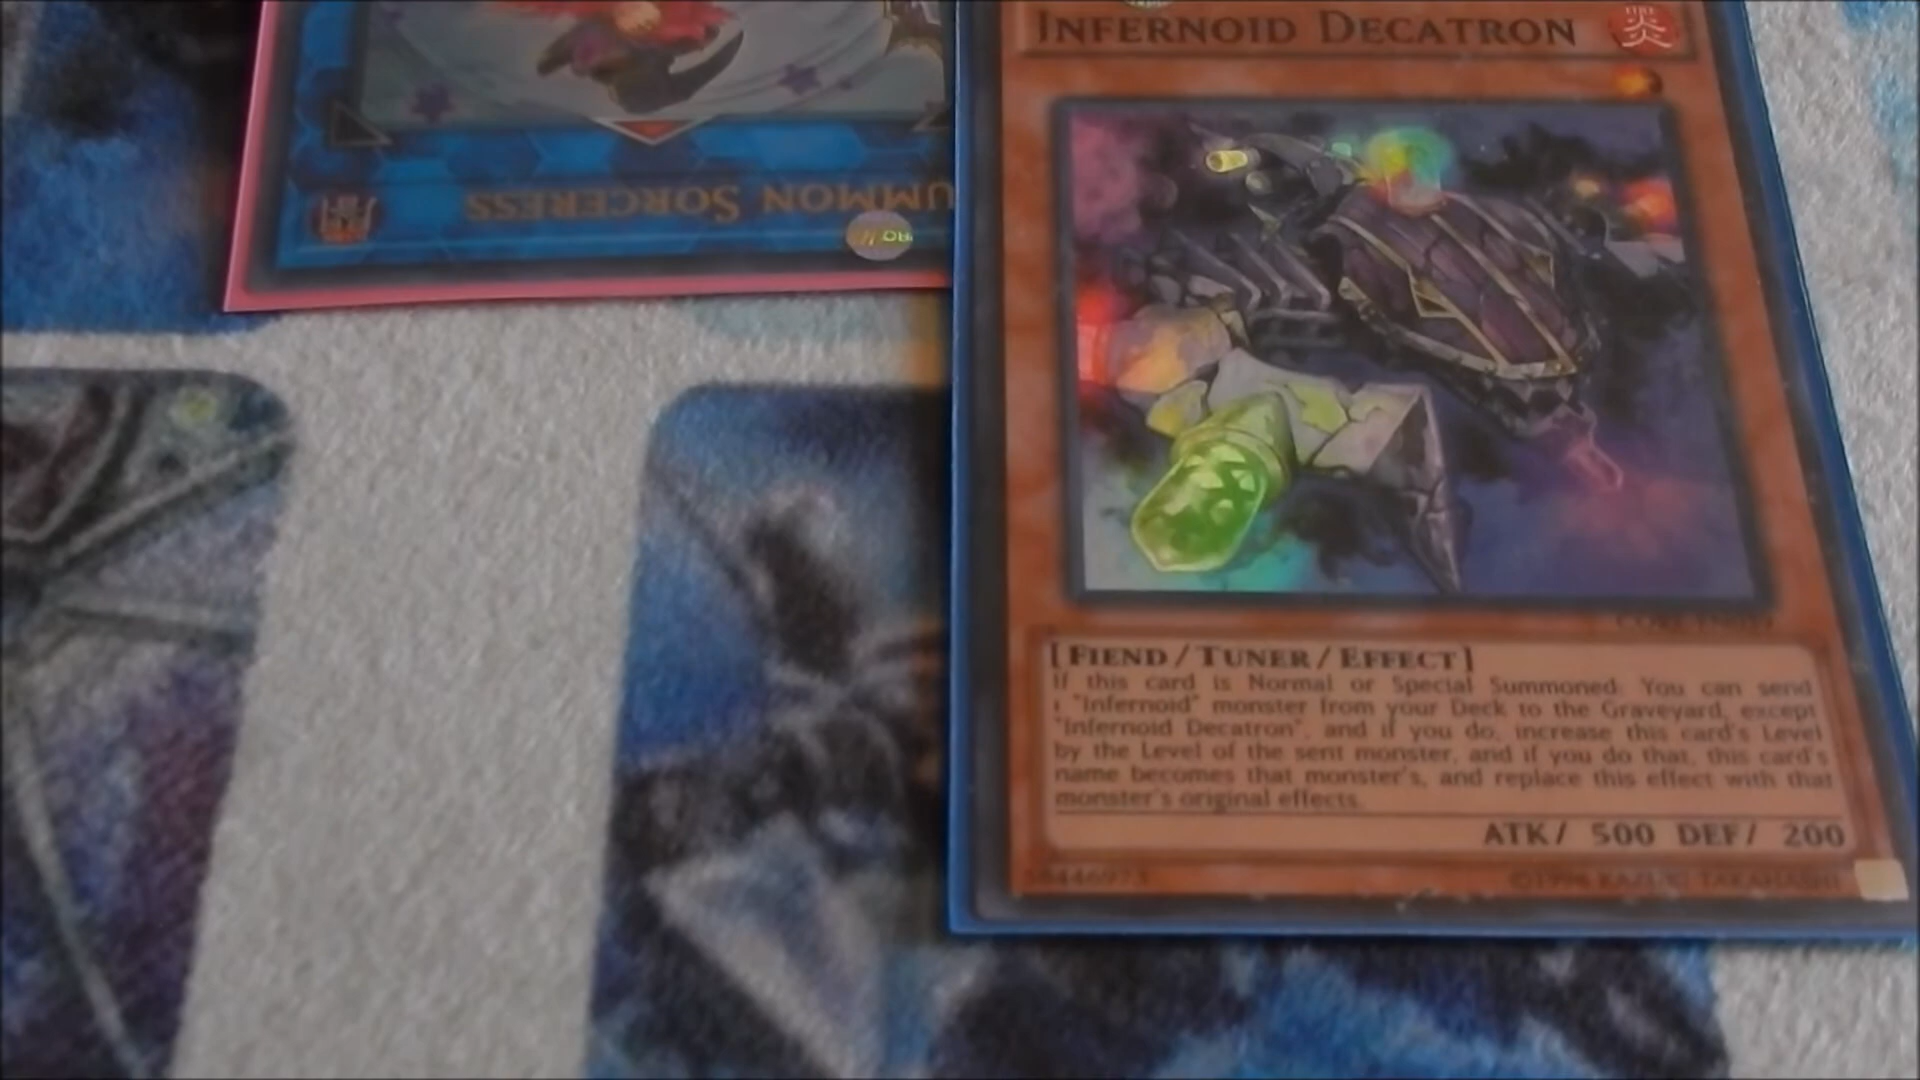 INFERNOID DECATRON
UMMON SORCERESS
[FIEND/TUNER/EFFECT]
If this card is Normal or Special Summoned: You can send
1 "Infernoid" monster from your Deck to the Graveyard, except
"Infernoid Decatron", and if you do, increase this card's Level
by the Level of the sent monster, and if you do that, this card's
name becomes that monster's, and replace this effect with that
monster's original effects.
ATK/ 500 DEF/ 200
©1996 KAZUKI TAKAHASHI